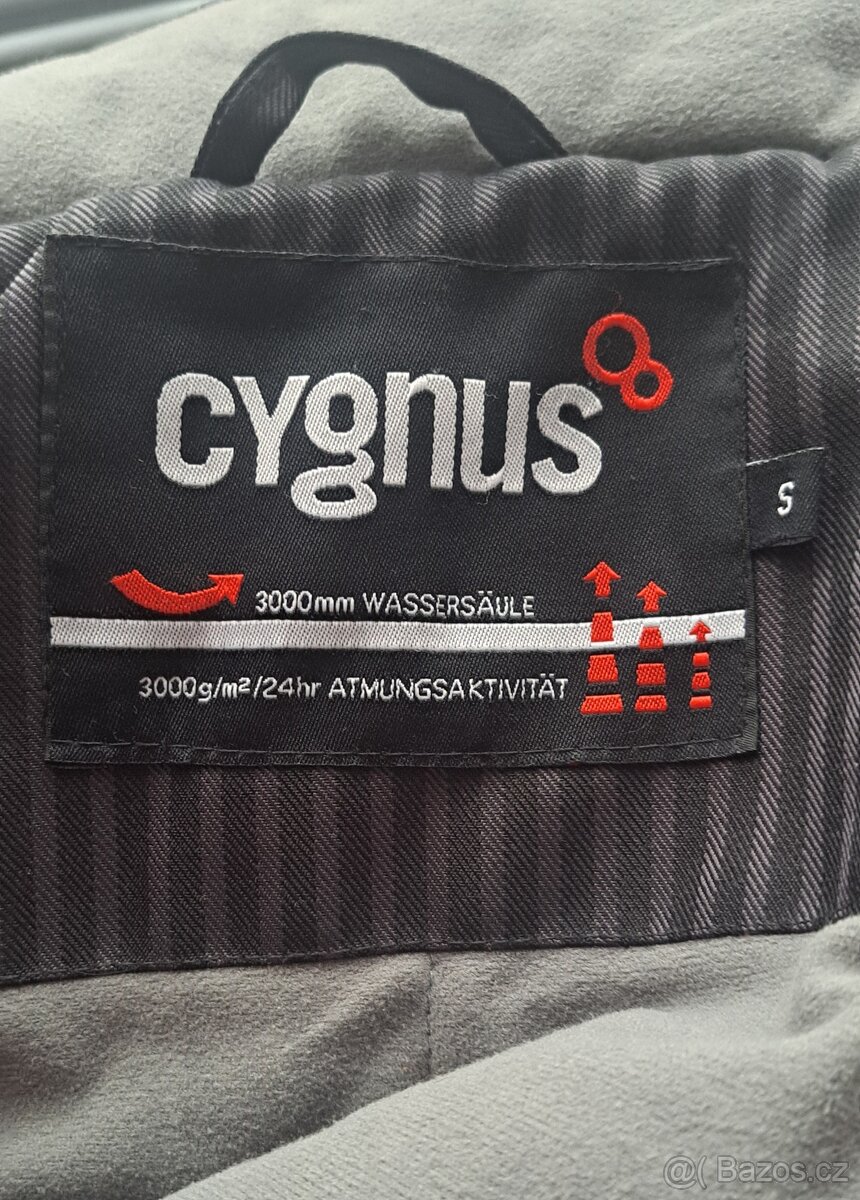 cygnus
S
3000mm WASSERSÄULE
3000g/m²/24hr ATMUNGSAKTIVITÄT
@( Bazos.cz